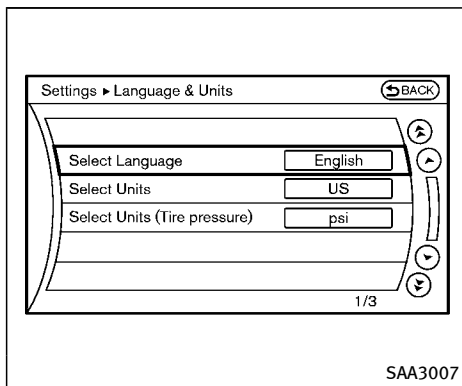 Settings ▸ Language & Units
BACK
Select Language English
Select Units US
Select Units (Tire pressure) psi
1/3
SAA3007